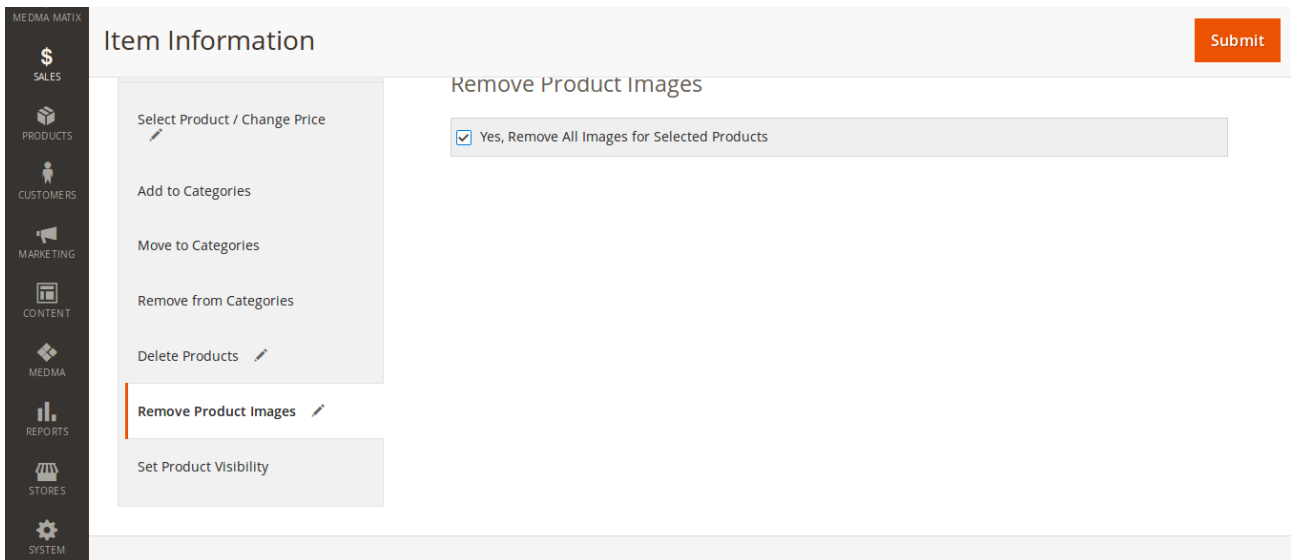 MEDMA MATIX
SALES
PRODUCTS
CUSTOMERS
MARKETING
CONTENT
MEDMA
REPORTS
STORES
SYSTEM
Item Information
Submit
Select Product / Change Price
Add to Categories
Move to Categories
Remove from Categories
Delete Products
Remove Product Images
Set Product Visibility
Remove Product Images
Yes, Remove All Images for Selected Products